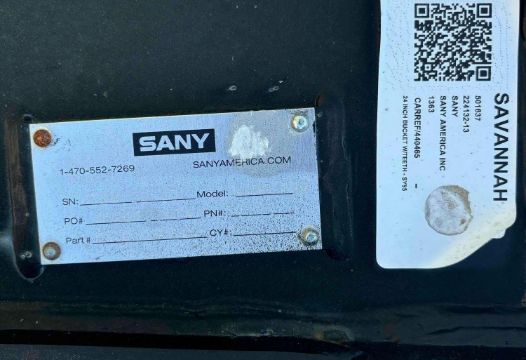 SANY
1-470-552-7269
SANYAMERICA.COM
SN:
Model:
PO#
PN#:
Part #
CY#:
SAVANNAH
501637
224132-13
SANY
SANY AMERICA INC
1363
CARREF/440465 -
24 INCH BUCKET W/TEETH - SY95